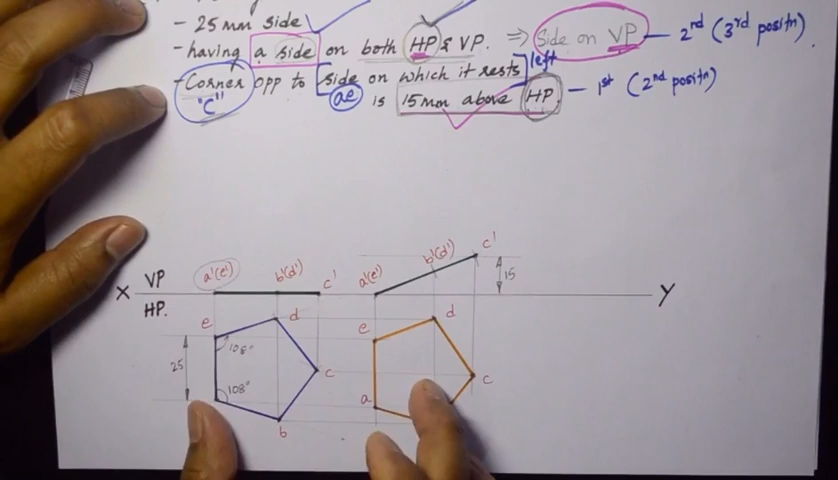 - 25 mm side
- having a side on both HP & VP. ⇒ Side on VP — 2nd (3rd positn).
left
- Corner opp to side on which it rests
"C" ae is 15mm above HP — 1st (2nd positn)
a'(e') b'(d') c' a'(e') b'(d') c'
VP
X Y
HP.
15
e d e d
108°
25
108°
c c
a
b